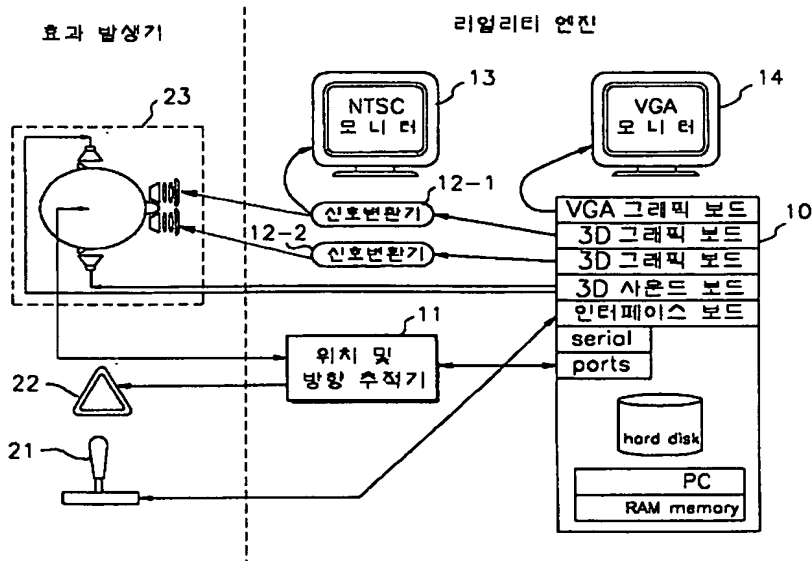 효과 발생기
리얼리티 엔진
23
13
14
NTSC
모니터
VGA
모니터
12-1
신호변환기
12-2
신호변환기
10
VGA 그래픽 보드
3D 그래픽 보드
3D 그래픽 보드
3D 사운드 보드
인터페이스 보드
serial
ports
11
위치 및
방향 추적기
22
21
hard disk
PC
RAM memory